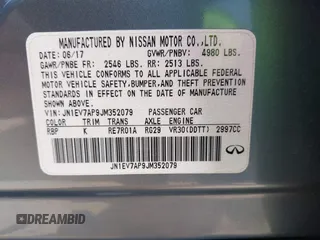 MANUFACTURED BY NISSAN MOTOR CO.,LTD.
DATE: 06/17 GVWR/PNBV: 4980 LBS.
GAWR/PNBE FR: 2546 LBS. RR: 2513 LBS.
THIS VEHICLE CONFORMS TO ALL APPLICABLE FEDERAL MOTOR
VEHICLE SAFETY, BUMPER, AND THEFT PREVENTION STANDARDS
IN EFFECT ON THE DATE OF MANUFACTURE SHOWN ABOVE.
VIN: JN1EV7AP9JM352079 PASSENGER CAR
COLOR TRIM TRANS AXLE ENGINE
RBP K RE7R01A RG29 VR30(DDTT) 2997CC
JN1EV7AP9JM352079
DREAMBID